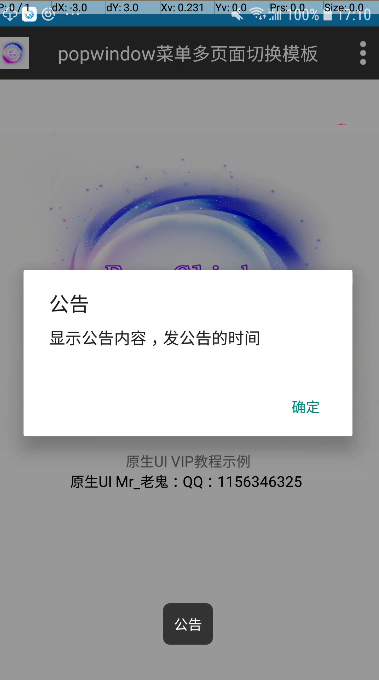 P: 0 / 1 dX: -3.0 dY: 3.0 Xv: 0.231 Yv: 0.0 Prs: 0.0 Size: 0.0
100% 17:10
popwindow菜单多页面切换模板
公告
显示公告内容，发公告的时间
确定
原生UI VIP教程示例
原生UI Mr_老鬼：QQ：1156346325
公告